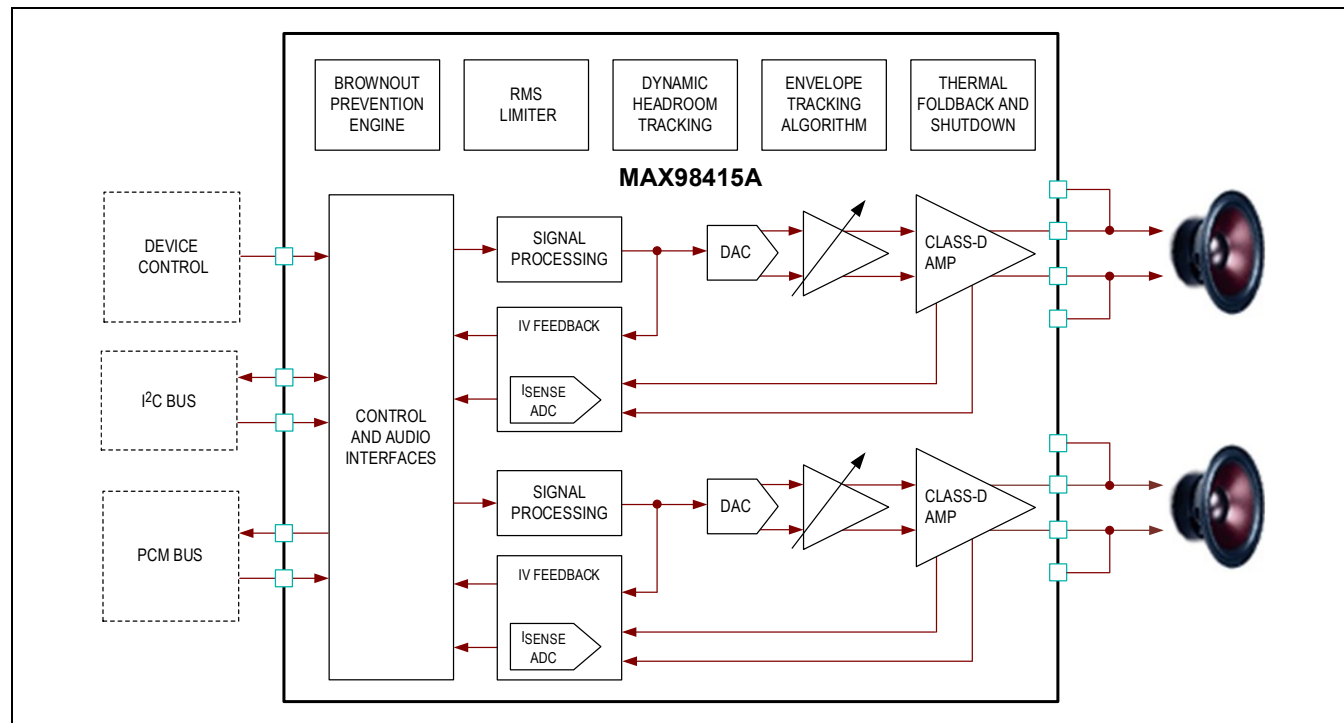 BROWNOUT
PREVENTION
ENGINE
RMS
LIMITER
DYNAMIC
HEADROOM
TRACKING
ENVELOPE
TRACKING
ALGORITHM
THERMAL
FOLDBACK AND
SHUTDOWN
MAX98415A
DEVICE
CONTROL
I²C BUS
PCM BUS
CONTROL
AND AUDIO
INTERFACES
SIGNAL
PROCESSING
DAC
CLASS-D
AMP
IV FEEDBACK
ISENSE
ADC
SIGNAL
PROCESSING
DAC
CLASS-D
AMP
IV FEEDBACK
ISENSE
ADC